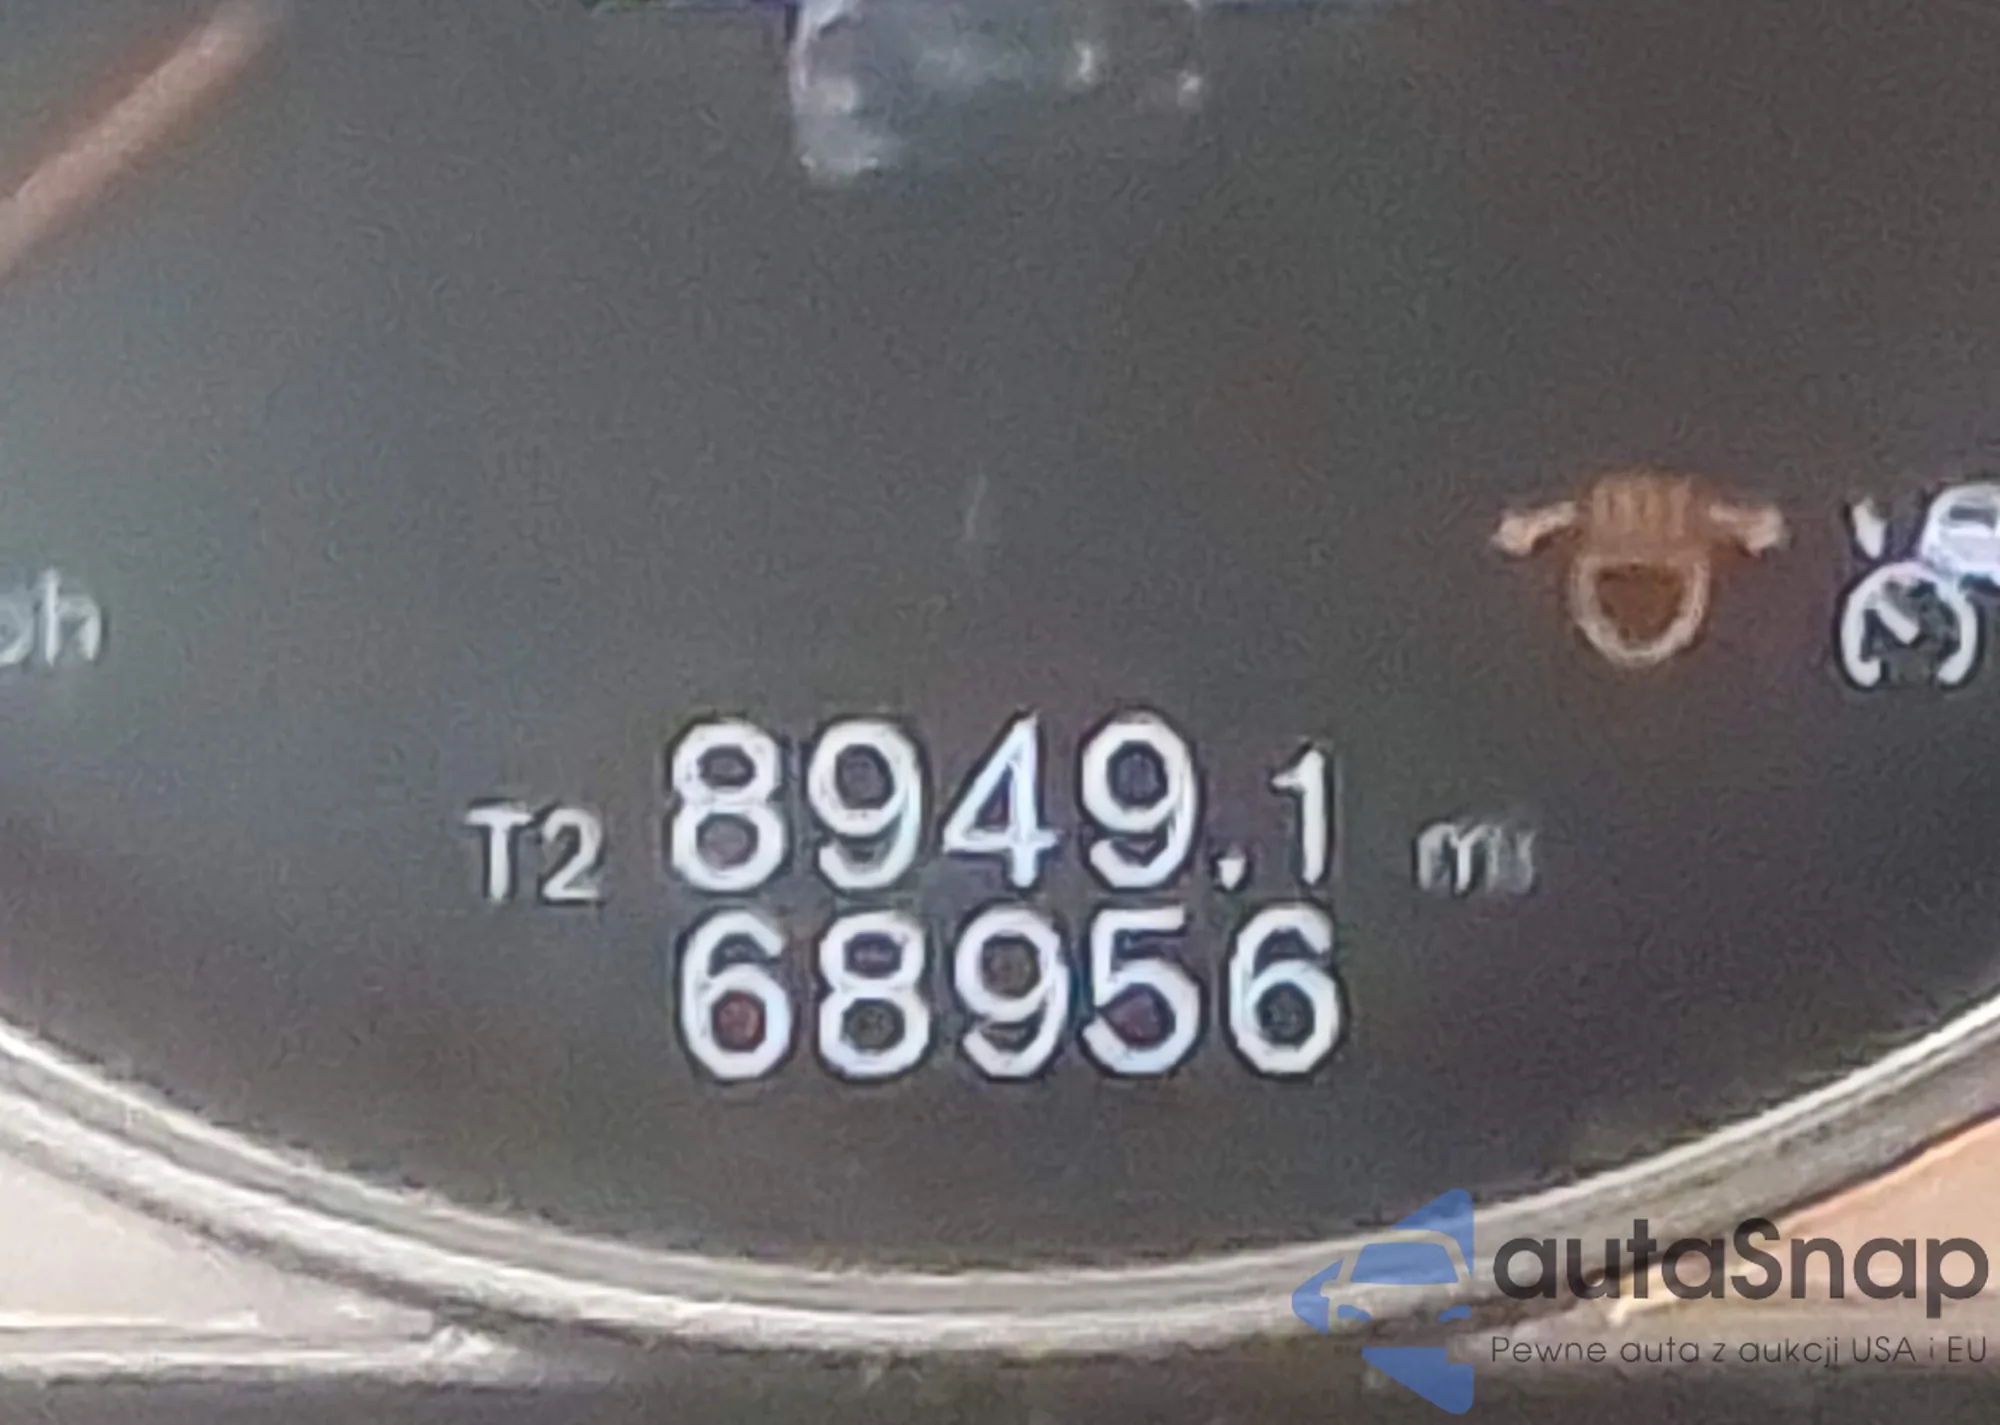 T2 8949.1 mi
68956
autaSnap
Pewne auta z aukcji USA i EU